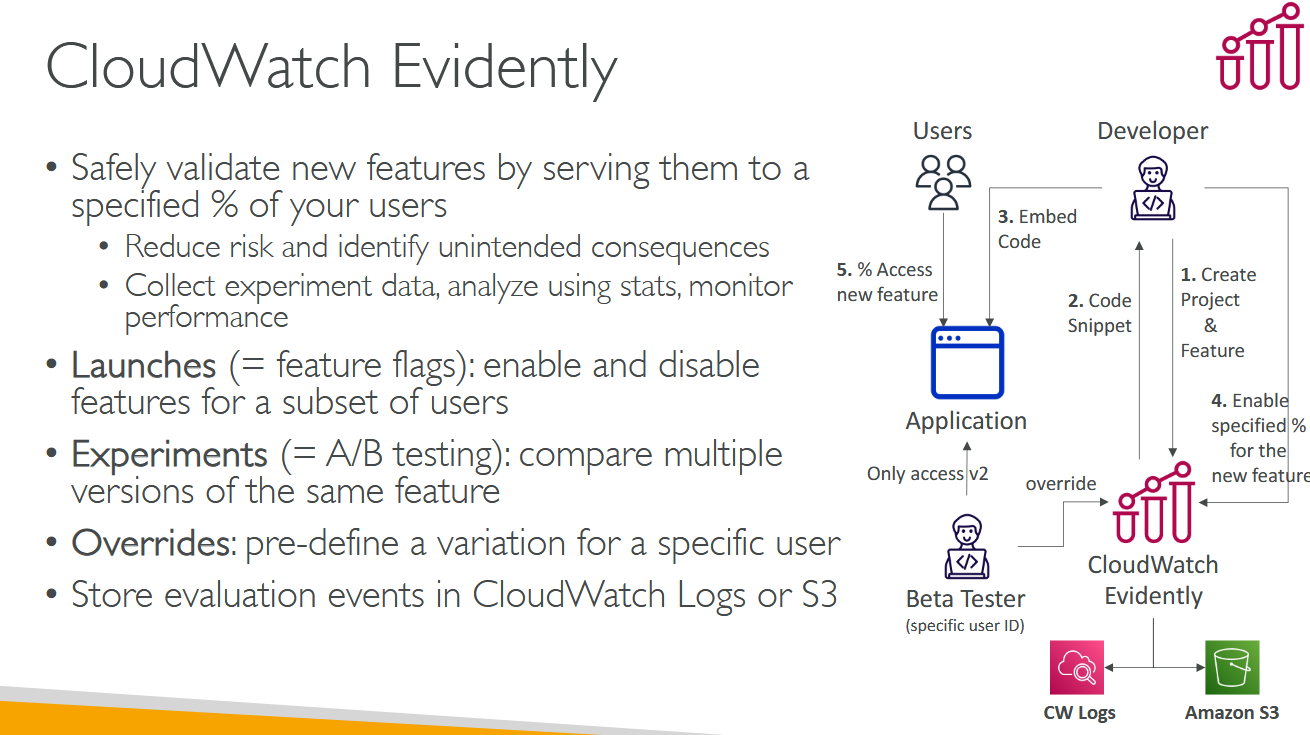 CloudWatch Evidently
• Safely validate new features by serving them to a
specified % of your users
• Reduce risk and identify unintended consequences
• Collect experiment data, analyze using stats, monitor
performance
• Launches (= feature flags): enable and disable
features for a subset of users
• Experiments (= A/B testing): compare multiple
versions of the same feature
• Overrides: pre-define a variation for a specific user
• Store evaluation events in CloudWatch Logs or S3
Users
Developer
3. Embed
Code
5. % Access
new feature
2. Code
Snippet
1. Create
Project
&
Feature
4. Enable
specified %
for the
new feature
Application
Only access v2
override
Beta Tester
(specific user ID)
CloudWatch
Evidently
CW Logs
Amazon S3